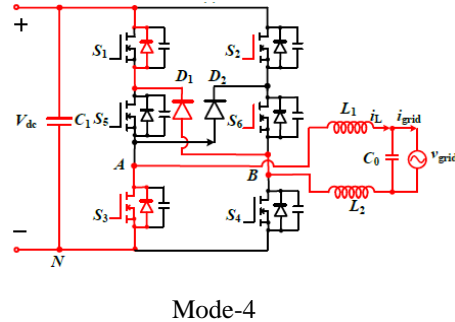 +
S1 S2
D1 D2
Vdc C1 S5 S6
L1 iL igrid
A B C0 vgrid
S3 S4 L2
−
N
Mode-4